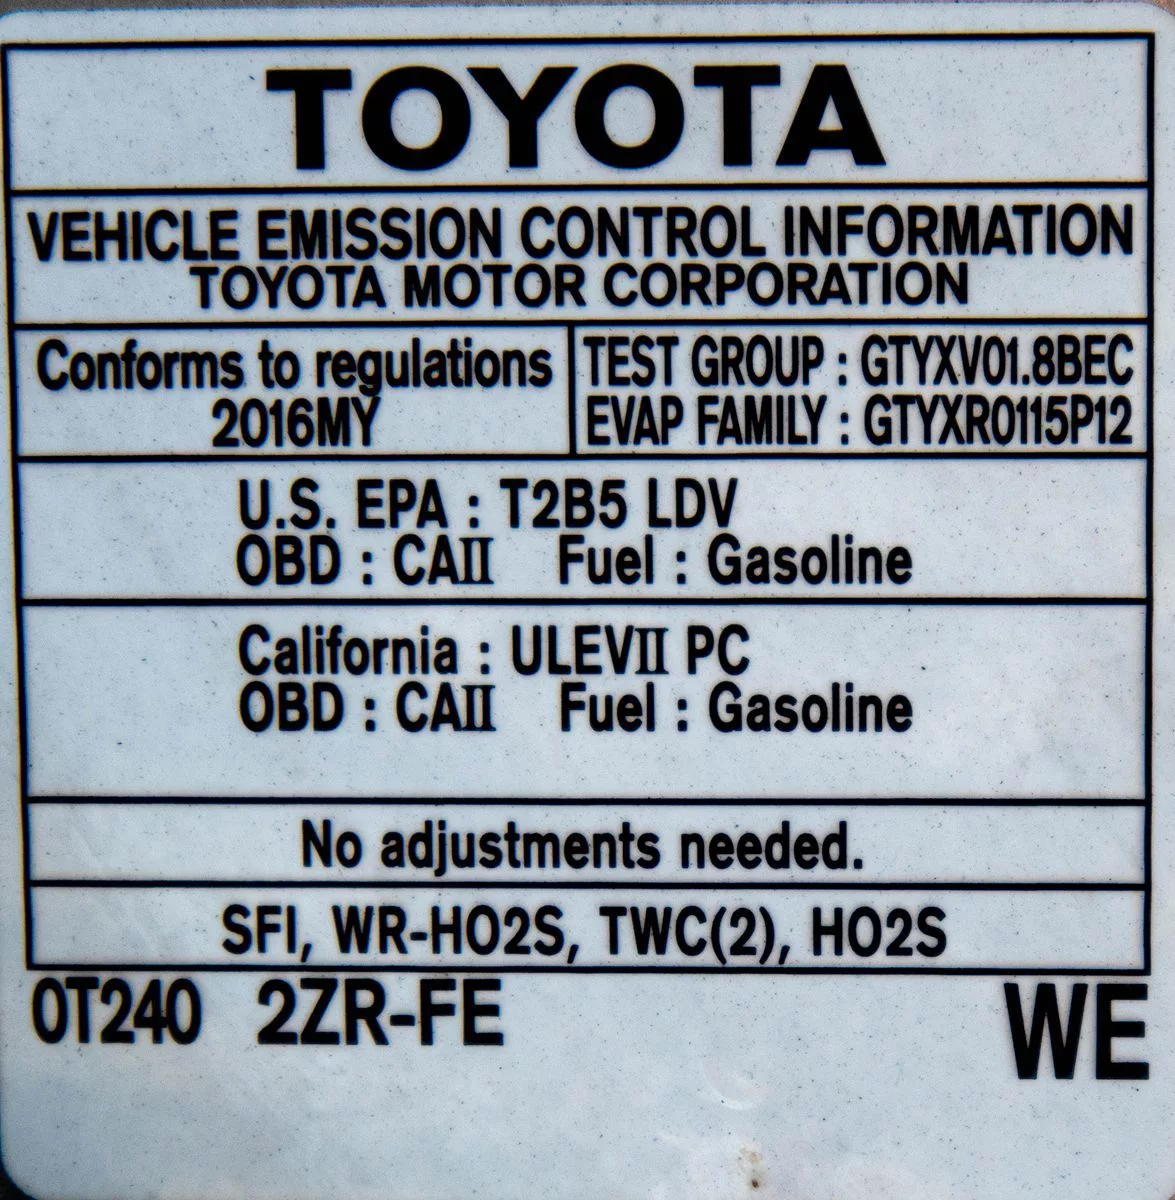 TOYOTA
VEHICLE EMISSION CONTROL INFORMATION
TOYOTA MOTOR CORPORATION
Conforms to regulations
2016MY
TEST GROUP : GTYXV01.8BEC
EVAP FAMILY : GTYXR0115P12
U.S. EPA : T2B5 LDV
OBD : CAII Fuel : Gasoline
California : ULEVII PC
OBD : CAII Fuel : Gasoline
No adjustments needed.
SFI, WR-HO2S, TWC(2), HO2S
0T240 2ZR-FE WE